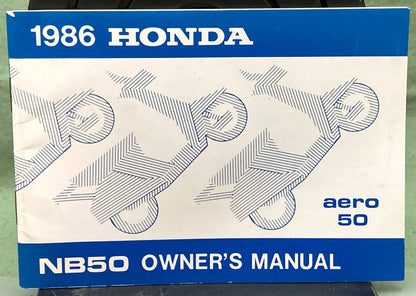 1986 HONDA
aero
50
NB50 OWNER'S MANUAL